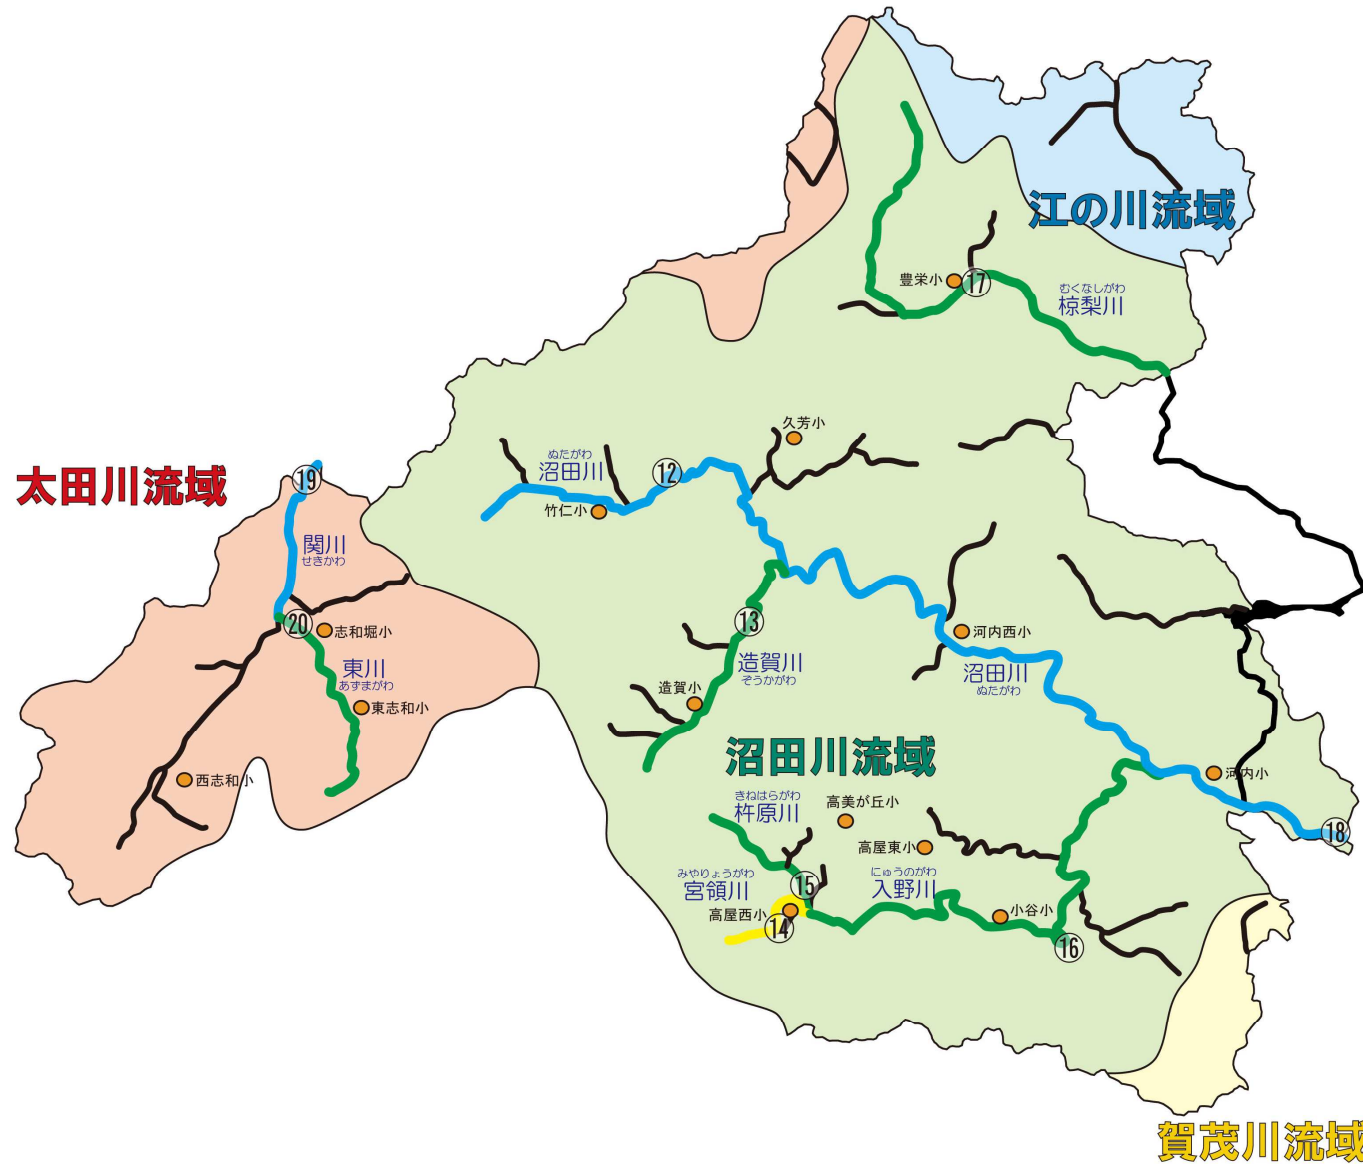 江の川流域
豊栄小
17
むくなしがわ
椋梨川
久芳小
ぬたがわ
沼田川
12
竹仁小
太田川流域
19
関川
せきかわ
20
志和堀小
東川
あずまがわ
東志和小
西志和小
13
造賀川
ぞうかがわ
造賀小
河内西小
沼田川
ぬたがわ
沼田川流域
河内小
18
きねはらがわ
杵原川
高美が丘小
高屋東小
みやりょうがわ
宮領川
15
にゅうのがわ
入野川
高屋西小
14
小谷小
16
賀茂川流域